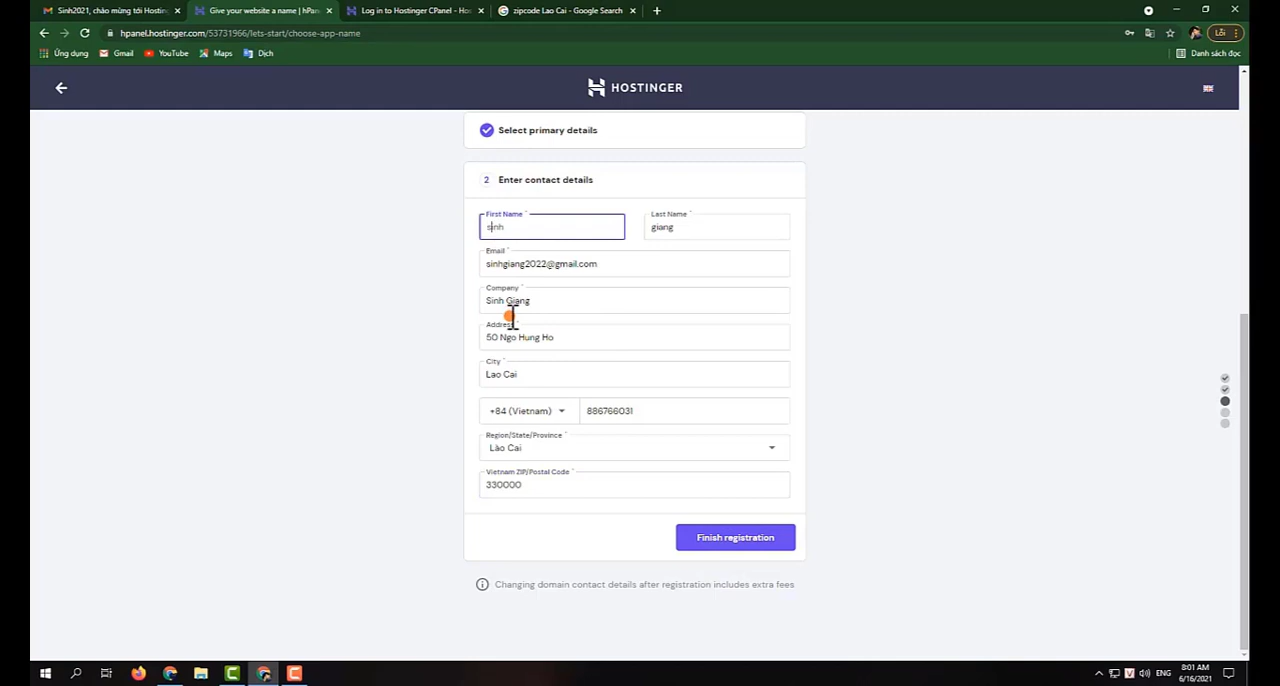 Sinh2021, chào mừng tới Hosting
Give your website a name | hPan
Log in to Hostinger CPanel - Hos
zipcode Lao Cai - Google Search
hpanel.hostinger.com/53731966/lets-start/choose-app-name
Lỗi
Ứng dụng
Gmail
YouTube
Maps
Dịch
Danh sách đọc
HOSTINGER
Select primary details
2 Enter contact details
First Name *
sinh
Last Name *
giang
Email *
sinhgiang2022@gmail.com
Company *
Sinh Giang
Address *
50 Ngo Hung Ho
City *
Lao Cai
+84 (Vietnam)
886766031
Region/State/Province *
Lào Cai
Vietnam ZIP/Postal Code *
330000
Finish registration
Changing domain contact details after registration includes extra fees
ENG
8:01 AM
6/16/2021